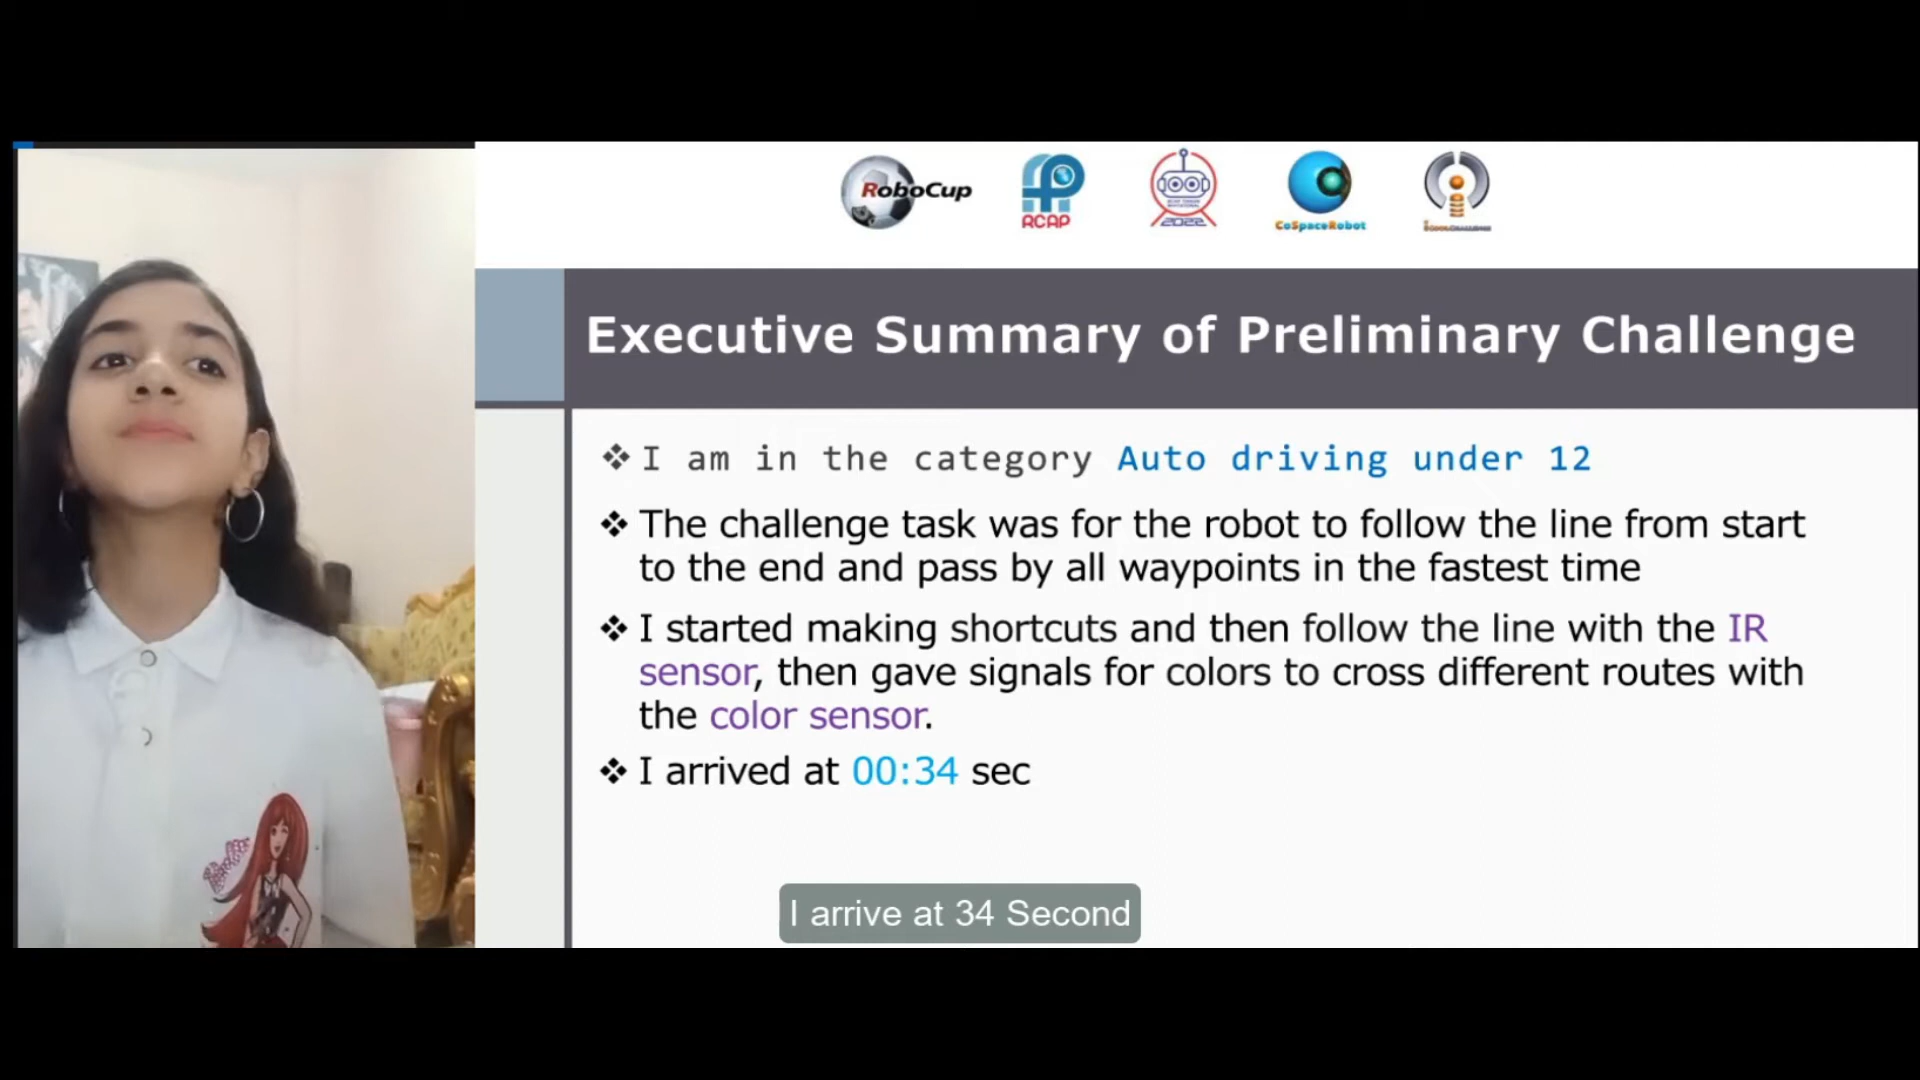 RoboCup
RCAP
2022
CoSpaceRobot
Executive Summary of Preliminary Challenge
❖ I am in the category Auto driving under 12
❖ The challenge task was for the robot to follow the line from start
to the end and pass by all waypoints in the fastest time
❖ I started making shortcuts and then follow the line with the IR
sensor, then gave signals for colors to cross different routes with
the color sensor.
❖ I arrived at 00:34 sec
I arrive at 34 Second